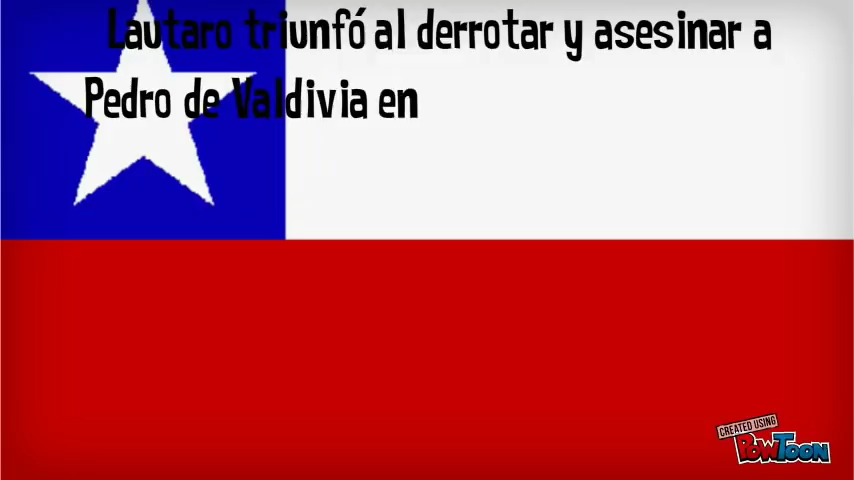 Lautaro triunfó al derrotar y asesinar a
Pedro de Valdivia en
CREATED USING
POWTOON